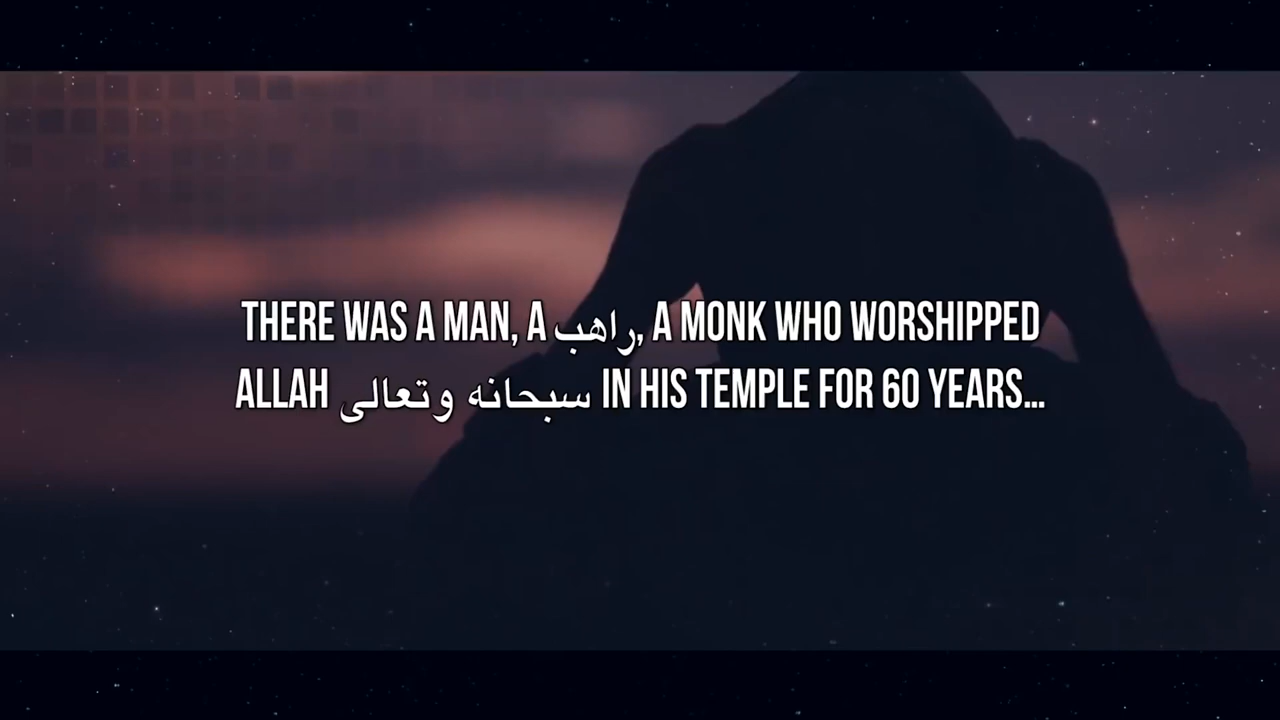 THERE WAS A MAN, A راهب, A MONK WHO WORSHIPPED
ALLAH سبحانه وتعالى IN HIS TEMPLE FOR 60 YEARS...